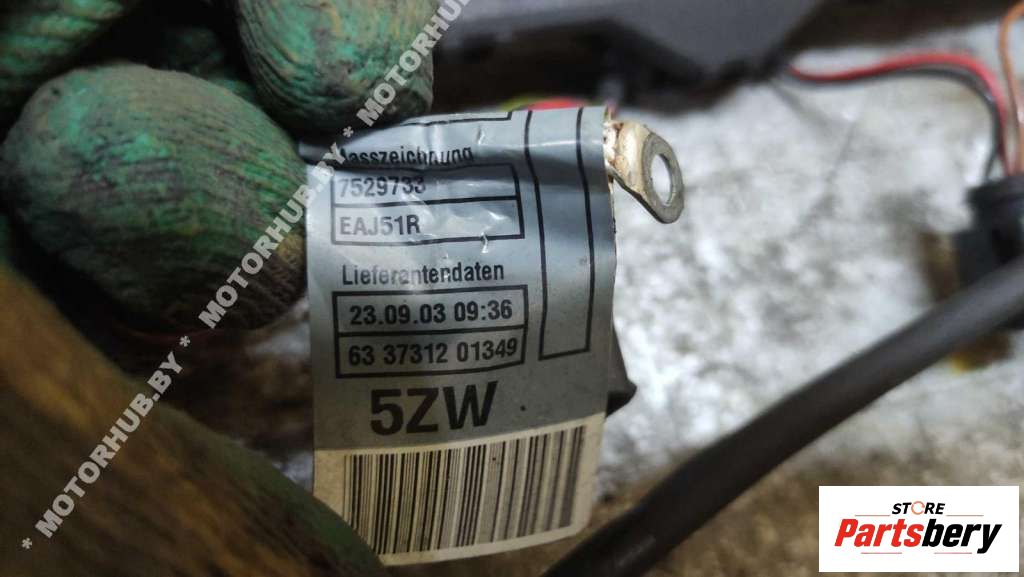 Masszeichnung
7529733
EAJ51R
Lieferantendaten
23.09.03 09:36
63 37312 01349
5ZW
* MOTORHUB.BY * MOTORHUB.BY * MOTORHUB.BY * MOTORHUB
STORE
Partsbery